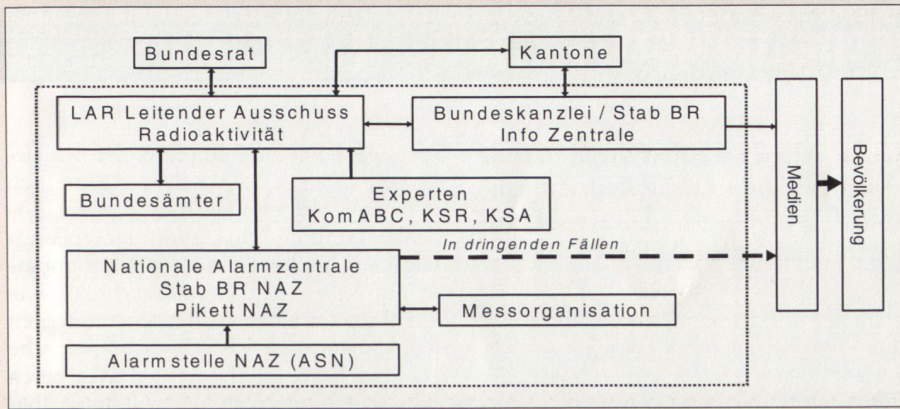 Bundesrat
Kantone
LAR Leitender Ausschuss
Radioaktivität
Bundeskanzlei / Stab BR
Info Zentrale
Medien
Bevölkerung
Bundesämter
Experten
KomABC, KSR, KSA
In dringenden Fällen
Nationale Alarmzentrale
Stab BR NAZ
Pikett NAZ
Messorganisation
Alarmstelle NAZ (ASN)